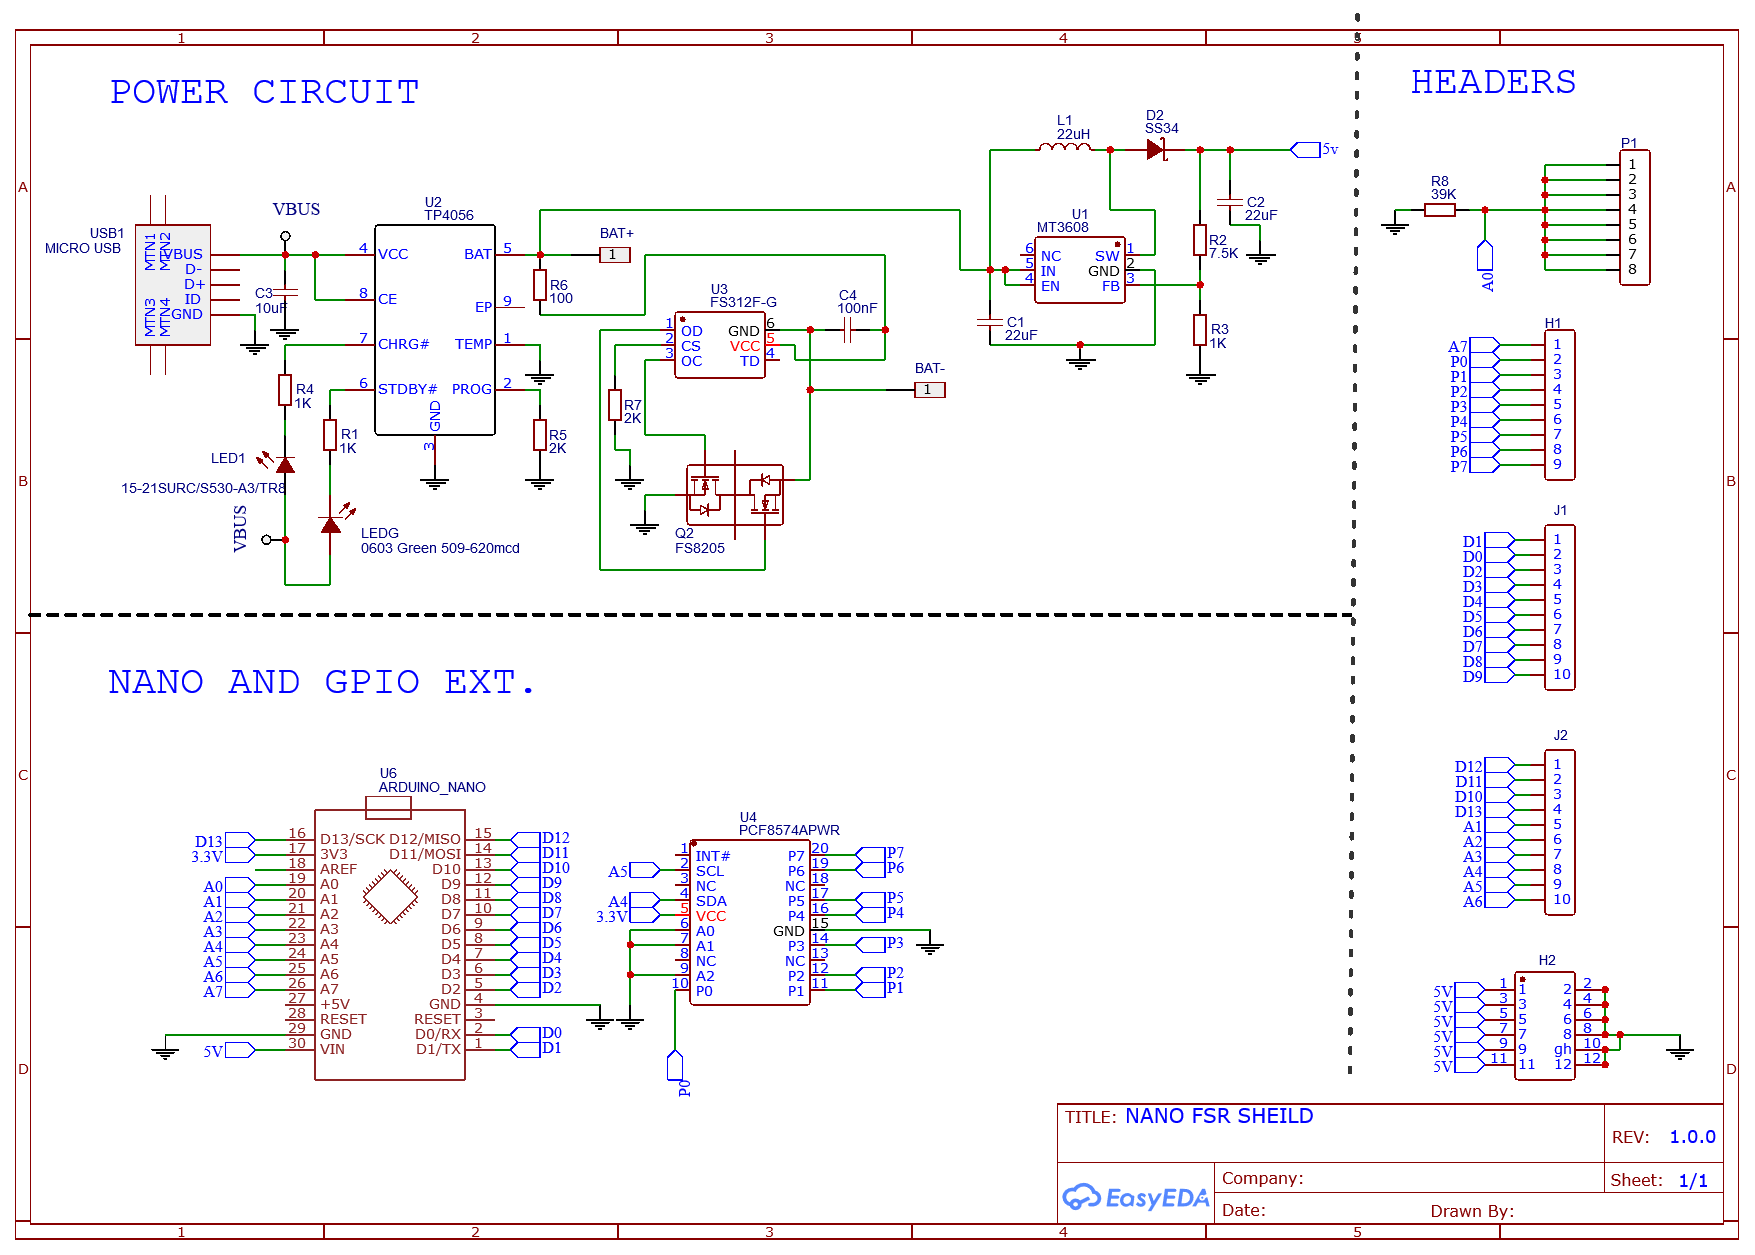 1 2 3 4 5
A
B
C
D
A
B
C
D
1 2 3 4 5
POWER CIRCUIT
USB1
MICRO USB
MTN1
MTN2
MTN3
MTN4
VBUS
D-
D+
ID
GND
VBUS
C3
10uF
U2
TP4056
4 VCC
8 CE
7 CHRG#
6 STDBY#
BAT 5
EP 9
TEMP 1
PROG 2
GND
3
R4
1K
R1
1K
LED1
15-21SURC/S530-A3/TR8
VBUS
LEDG
0603 Green 509-620mcd
R5
2K
R6
100
BAT+
1
U3
FS312F-G
1 OD
2 CS
3 OC
GND 6
VCC 5
TD 4
C4
100nF
R7
2K
BAT-
1
Q2
FS8205
L1
22uH
D2
SS34
5v
U1
MT3608
6 NC
5 IN
4 EN
SW 1
GND 2
FB 3
C1
22uF
C2
22uF
R2
7.5K
R3
1K
HEADERS
R8
39K
A0
P1
1
2
3
4
5
6
7
8
H1
A7 1
P0 2
P1 3
P2 4
P3 5
P4 6
P5 7
P6 8
P7 9
J1
D1 1
D0 2
D2 3
D3 4
D4 5
D5 6
D6 7
D7 8
D8 9
D9 10
J2
D12 1
D11 2
D10 3
D13 4
A1 5
A2 6
A3 7
A4 8
A5 9
A6 10
H2
5V 1 1 2 2
5V 3 3 4 4
5V 5 5 6 6
5V 7 7 8 8
5V 9 9 gh 10
5V 11 11 12 12
NANO AND GPIO EXT.
U6
ARDUINO_NANO
D13 16 D13/SCK D12/MISO 15 D12
3.3V 17 3V3 D11/MOSI 14 D11
18 AREF D10 13 D10
A0 19 A0 D9 12 D9
A1 20 A1 D8 11 D8
A2 21 A2 D7 10 D7
A3 22 A3 D6 9 D6
A4 23 A4 D5 8 D5
A5 24 A5 D4 7 D4
A6 25 A6 D3 6 D3
A7 26 A7 D2 5 D2
27 +5V GND 4
28 RESET RESET 3
29 GND D0/RX 2 D0
5V 30 VIN D1/TX 1 D1
U4
PCF8574APWR
1 INT# P7 20 P7
A5 2 SCL P6 19 P6
3 NC NC 18
A4 4 SDA P5 17 P5
3.3V 5 VCC P4 16 P4
6 A0 GND 15
7 A1 P3 14 P3
8 NC NC 13
9 A2 P2 12 P2
10 P0 P1 11 P1
P0
TITLE: NANO FSR SHEILD
REV: 1.0.0
EasyEDA
Company:
Sheet: 1/1
Date:
Drawn By: